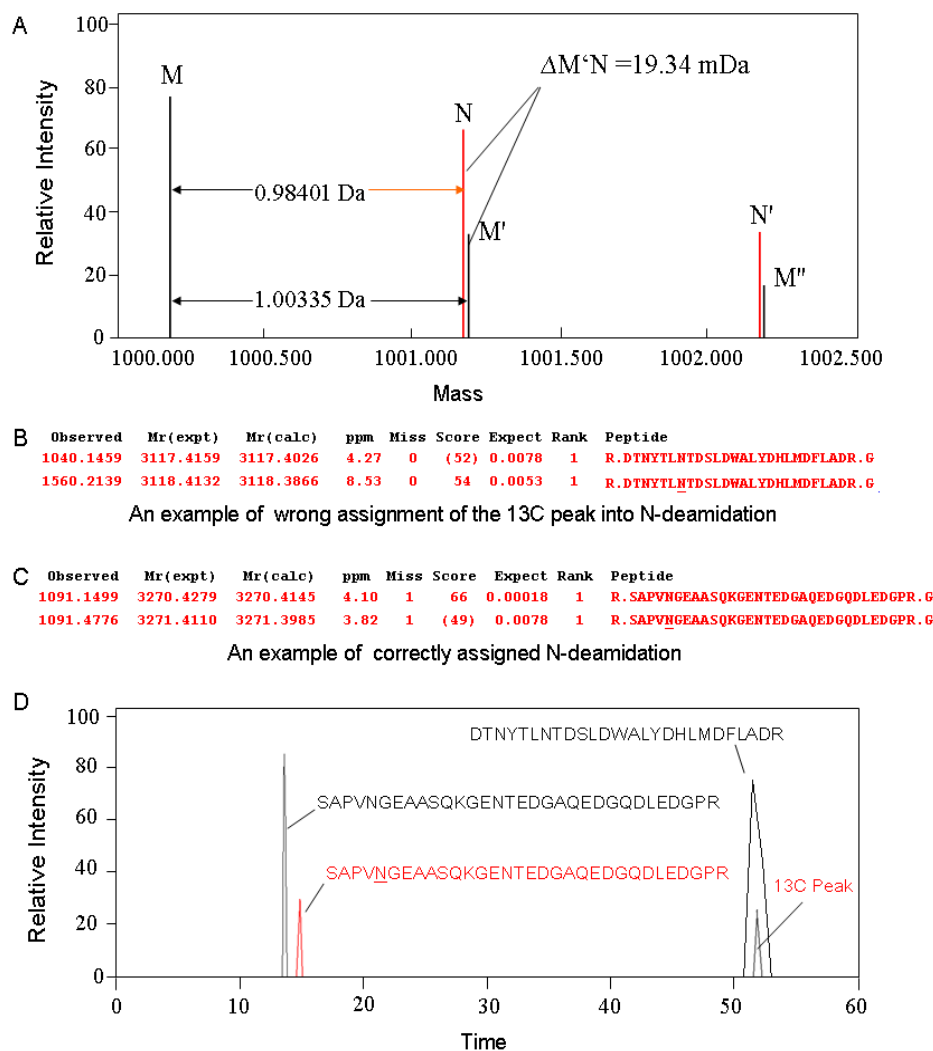 A
100
80
60
40
20
0
Relative Intensity
M
N
M'
N'
M"
ΔM‘N =19.34 mDa
0.98401 Da
1.00335 Da
1000.000 1000.500 1001.000 1001.500 1002.000 1002.500
Mass
B
Observed Mr(expt) Mr(calc) ppm Miss Score Expect Rank Peptide
1040.1459 3117.4159 3117.4026 4.27 0 (52) 0.0078 1 R.DTNYTLNTDSLDWALYDHLMDFLADR.G
1560.2139 3118.4132 3118.3866 8.53 0 54 0.0053 1 R.DTNYTLNTDSLDWALYDHLMDFLADR.G
An example of wrong assignment of the 13C peak into N-deamidation
C
Observed Mr(expt) Mr(calc) ppm Miss Score Expect Rank Peptide
1091.1499 3270.4279 3270.4145 4.10 1 66 0.00018 1 R.SAPVNGEAASQKGENTEDGAQEDGQDLEDGPR.G
1091.4776 3271.4110 3271.3985 3.82 1 (49) 0.0078 1 R.SAPVNGEAASQKGENTEDGAQEDGQDLEDGPR.G
An example of correctly assigned N-deamidation
D
100
80
60
40
20
0
Relative Intensity
DTNYTLNTDSLDWALYDHLMDFLADR
SAPVNGEAASQKGENTEDGAQEDGQDLEDGPR
SAPVNGEAASQKGENTEDGAQEDGQDLEDGPR
13C Peak
0 10 20 30 40 50 60
Time